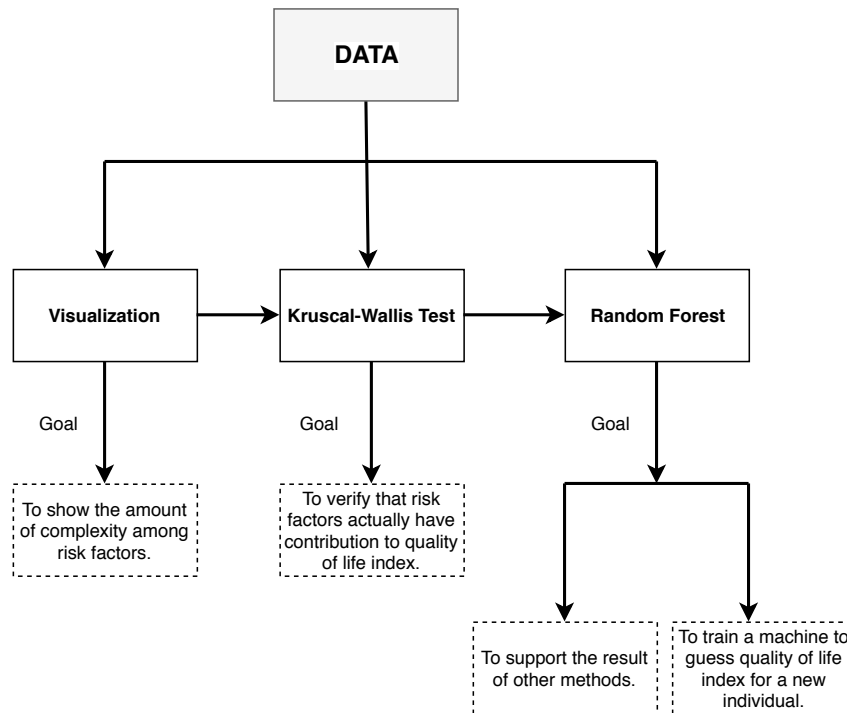 DATA
Visualization
Kruscal-Wallis Test
Random Forest
Goal
Goal
Goal
To show the amount
of complexity among
risk factors.
To verify that risk
factors actually have
contribution to quality
of life index.
To support the result
of other methods.
To train a machine to
guess quality of life
index for a new
individual.